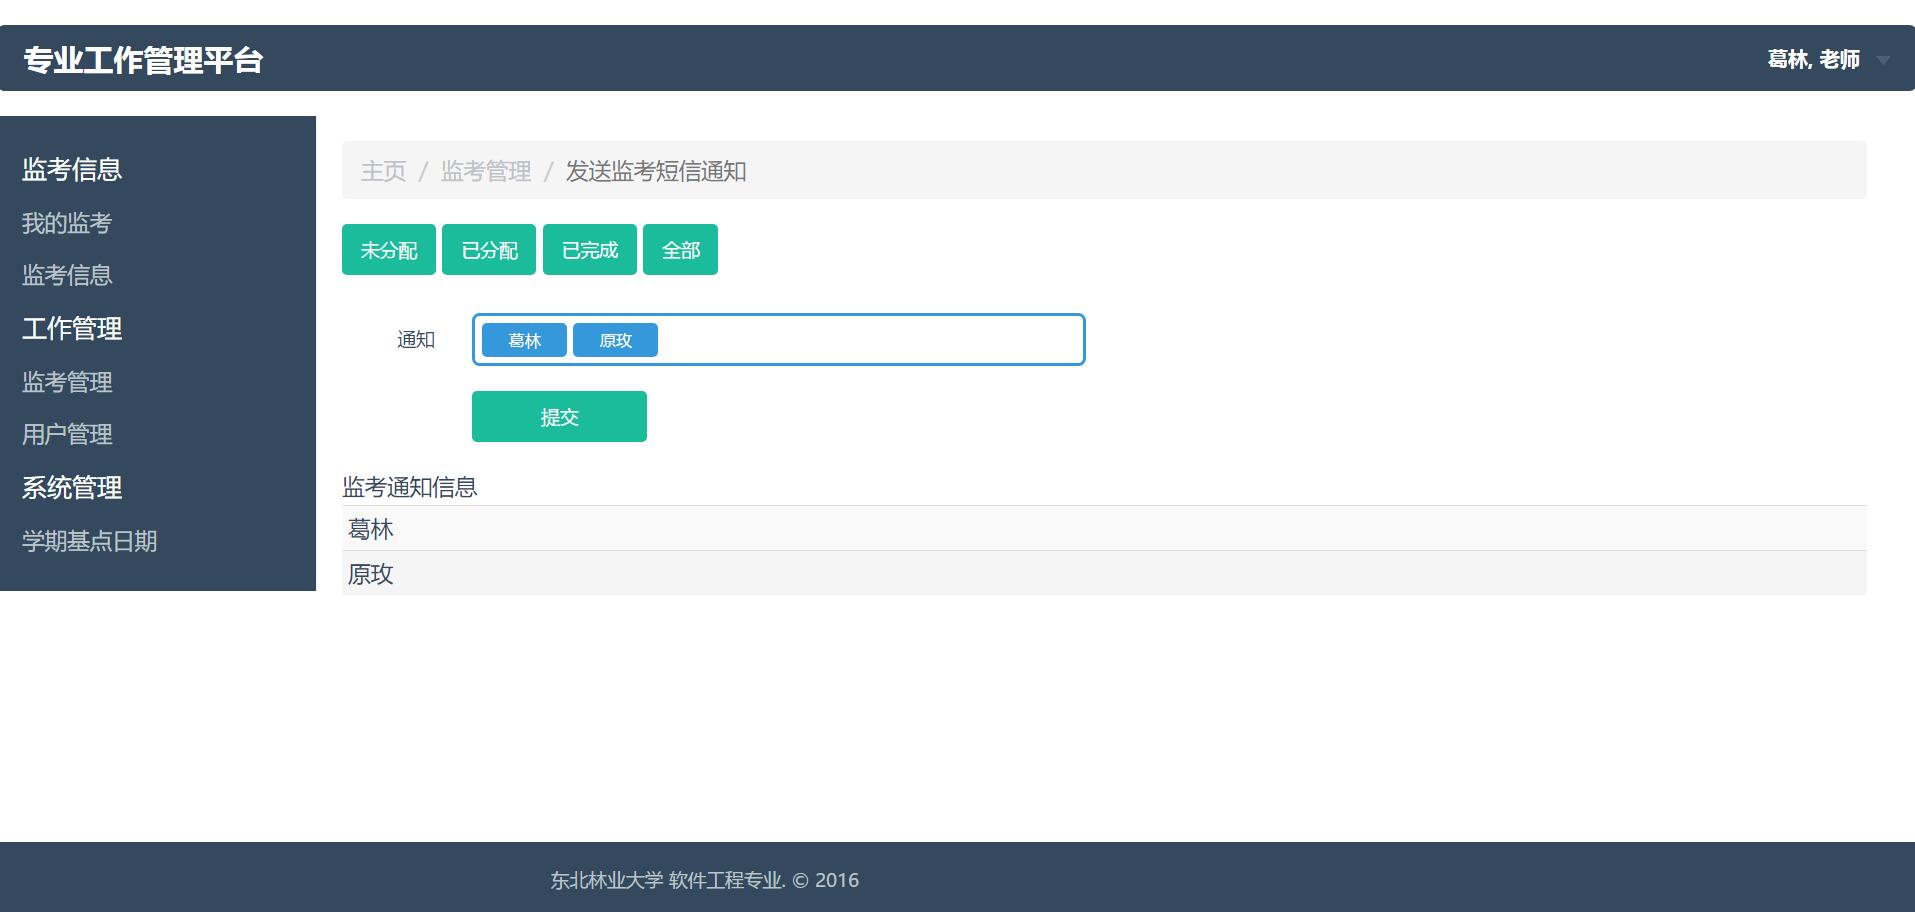 专业工作管理平台
葛林, 老师
监考信息
我的监考
监考信息
工作管理
监考管理
用户管理
系统管理
学期基点日期
主页 / 监考管理 / 发送监考短信通知
未分配 已分配 已完成 全部
通知 葛林 原玫
提交
监考通知信息
葛林
原玫
东北林业大学 软件工程专业. © 2016